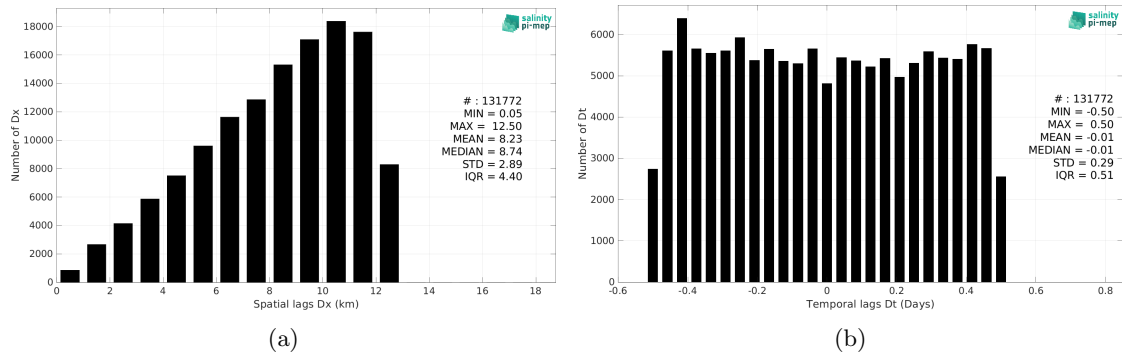 18000
16000
14000
12000
10000
8000
6000
4000
2000
0
Number of Dx
0 2 4 6 8 10 12 14 16 18
Spatial lags Dx (km)
salinity
pi-mep
# : 131772
MIN = 0.05
MAX = 12.50
MEAN = 8.23
MEDIAN = 8.74
STD = 2.89
IQR = 4.40
(a)
6000
5000
4000
3000
2000
1000
0
Number of Dt
-0.6 -0.4 -0.2 0 0.2 0.4 0.6 0.8
Temporal lags Dt (Days)
salinity
pi-mep
# : 131772
MIN = -0.50
MAX = 0.50
MEAN = -0.01
MEDIAN = -0.01
STD = 0.29
IQR = 0.51
(b)